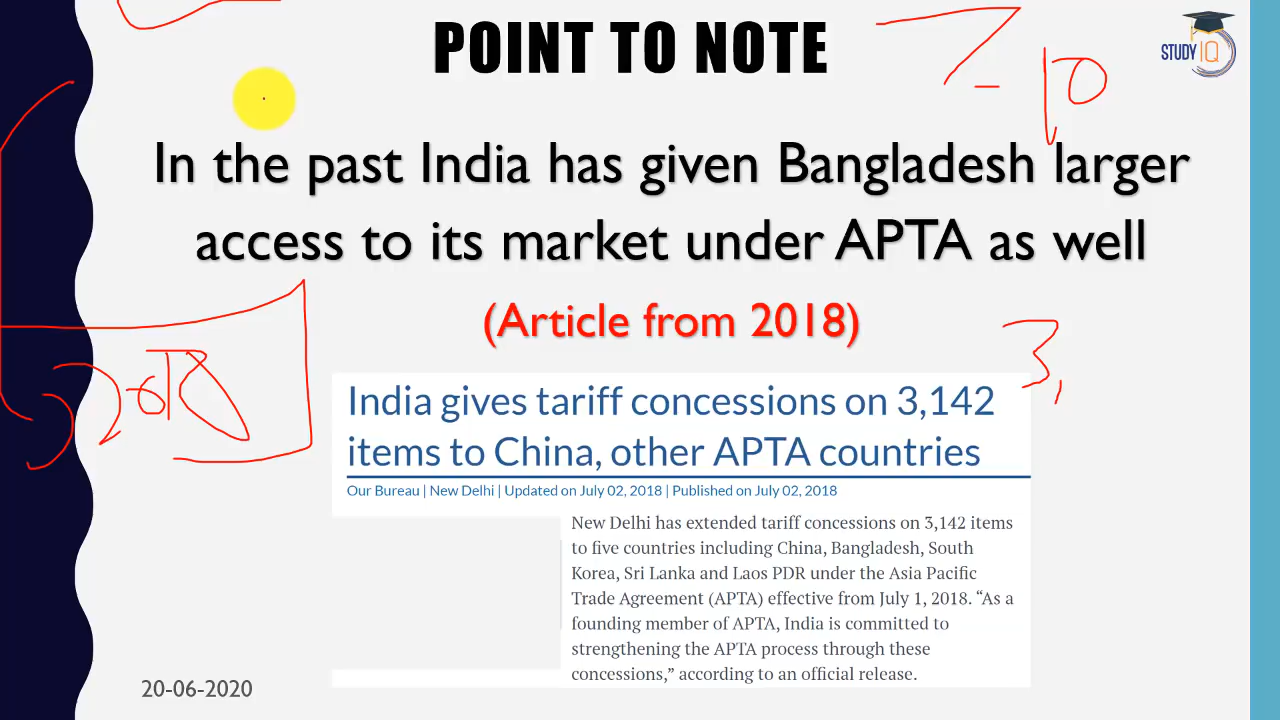 POINT TO NOTE
STUDY IQ
In the past India has given Bangladesh larger
access to its market under APTA as well
(Article from 2018)
3,
2018
India gives tariff concessions on 3,142
items to China, other APTA countries
Our Bureau | New Delhi | Updated on July 02, 2018 | Published on July 02, 2018
New Delhi has extended tariff concessions on 3,142 items
to five countries including China, Bangladesh, South
Korea, Sri Lanka and Laos PDR under the Asia Pacific
Trade Agreement (APTA) effective from July 1, 2018. “As a
founding member of APTA, India is committed to
strengthening the APTA process through these
concessions,” according to an official release.
20-06-2020